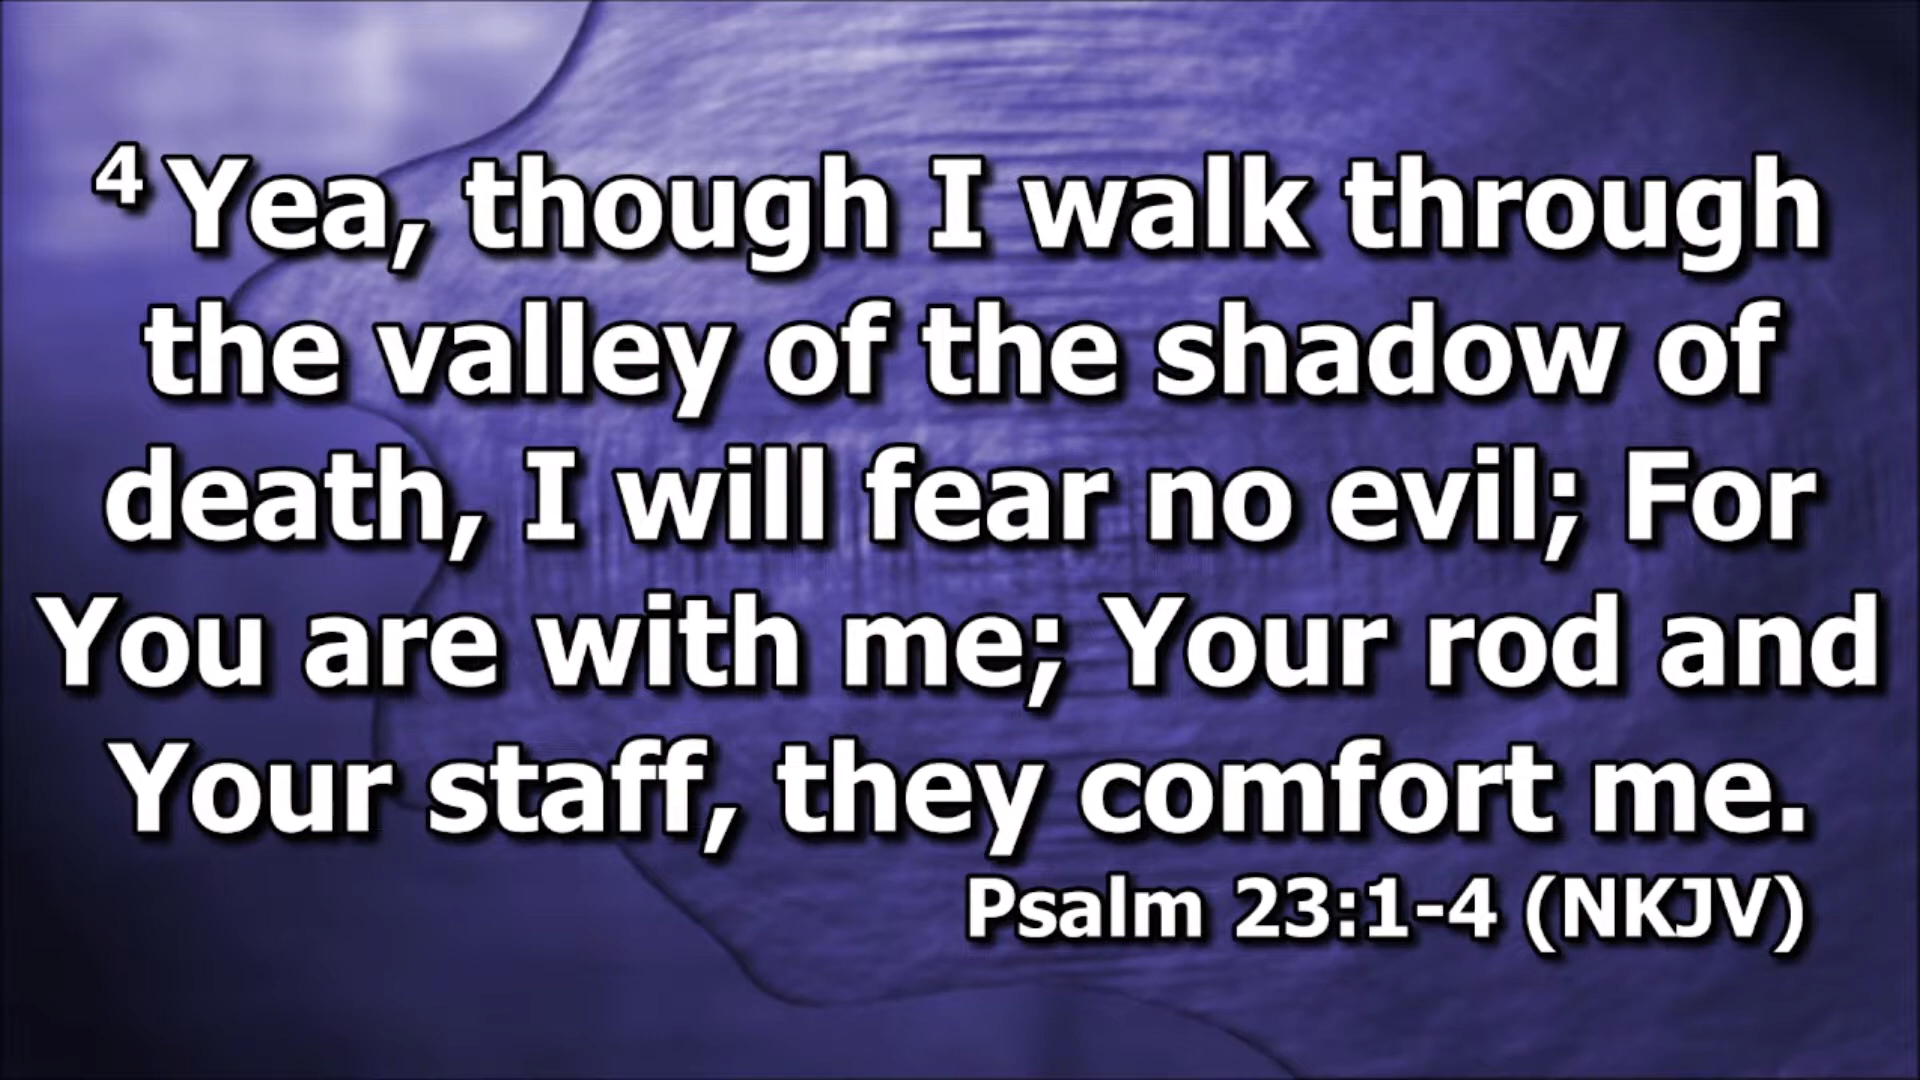 4 Yea, though I walk through
the valley of the shadow of
death, I will fear no evil; For
You are with me; Your rod and
Your staff, they comfort me.
Psalm 23:1-4 (NKJV)